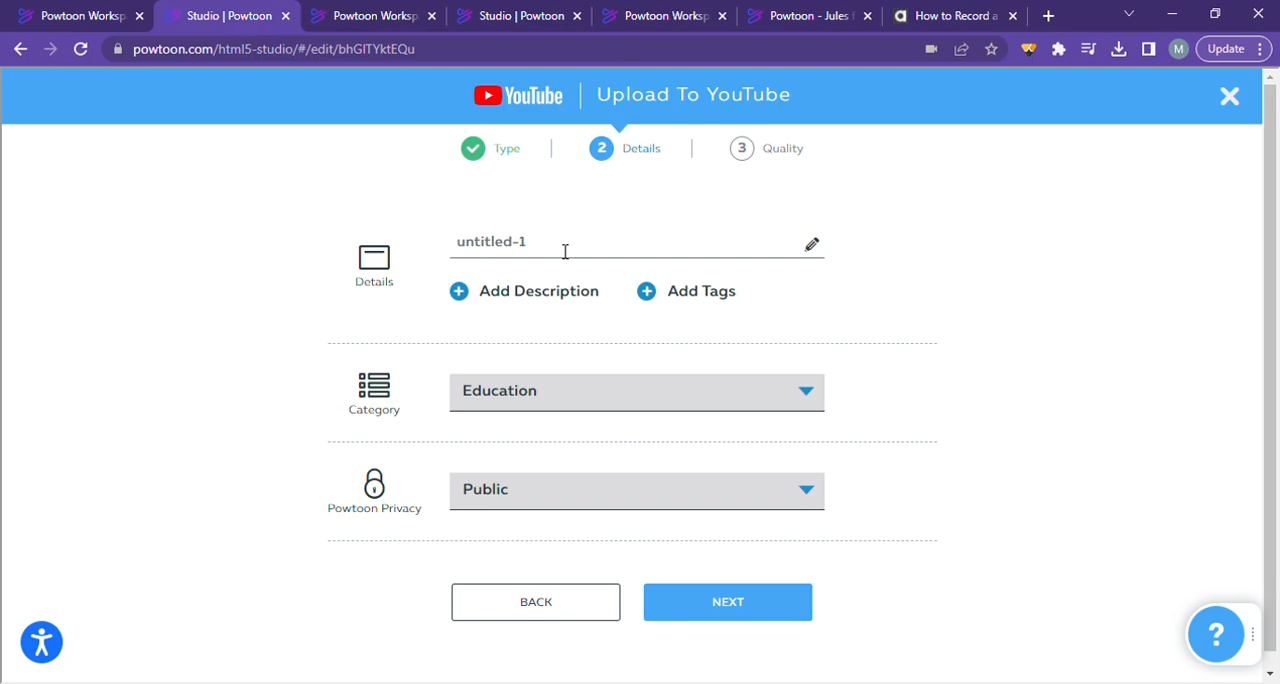 Powtoon Worksp
Studio | Powtoon
Powtoon Worksp
Studio | Powtoon
Powtoon Worksp
Powtoon - Jules
How to Record a
powtoon.com/html5-studio/#/edit/bhGITYktEQu
M
Update
YouTube
Upload To YouTube
Type
2 Details
3 Quality
untitled-1
Details
Add Description
Add Tags
Category
Education
Powtoon Privacy
Public
BACK
NEXT
?